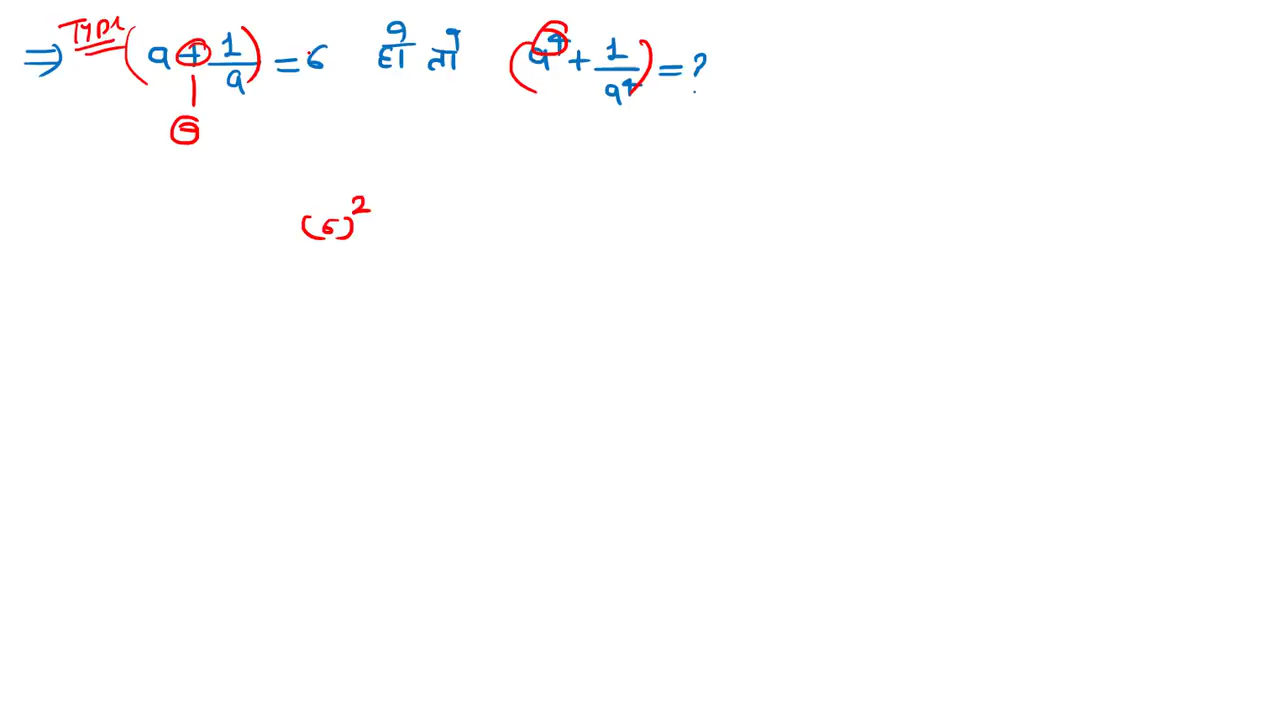 ⇒ Type (a + 1/a) = 6 हो तो (a⁴ + 1/a⁴) = ?
(6)²